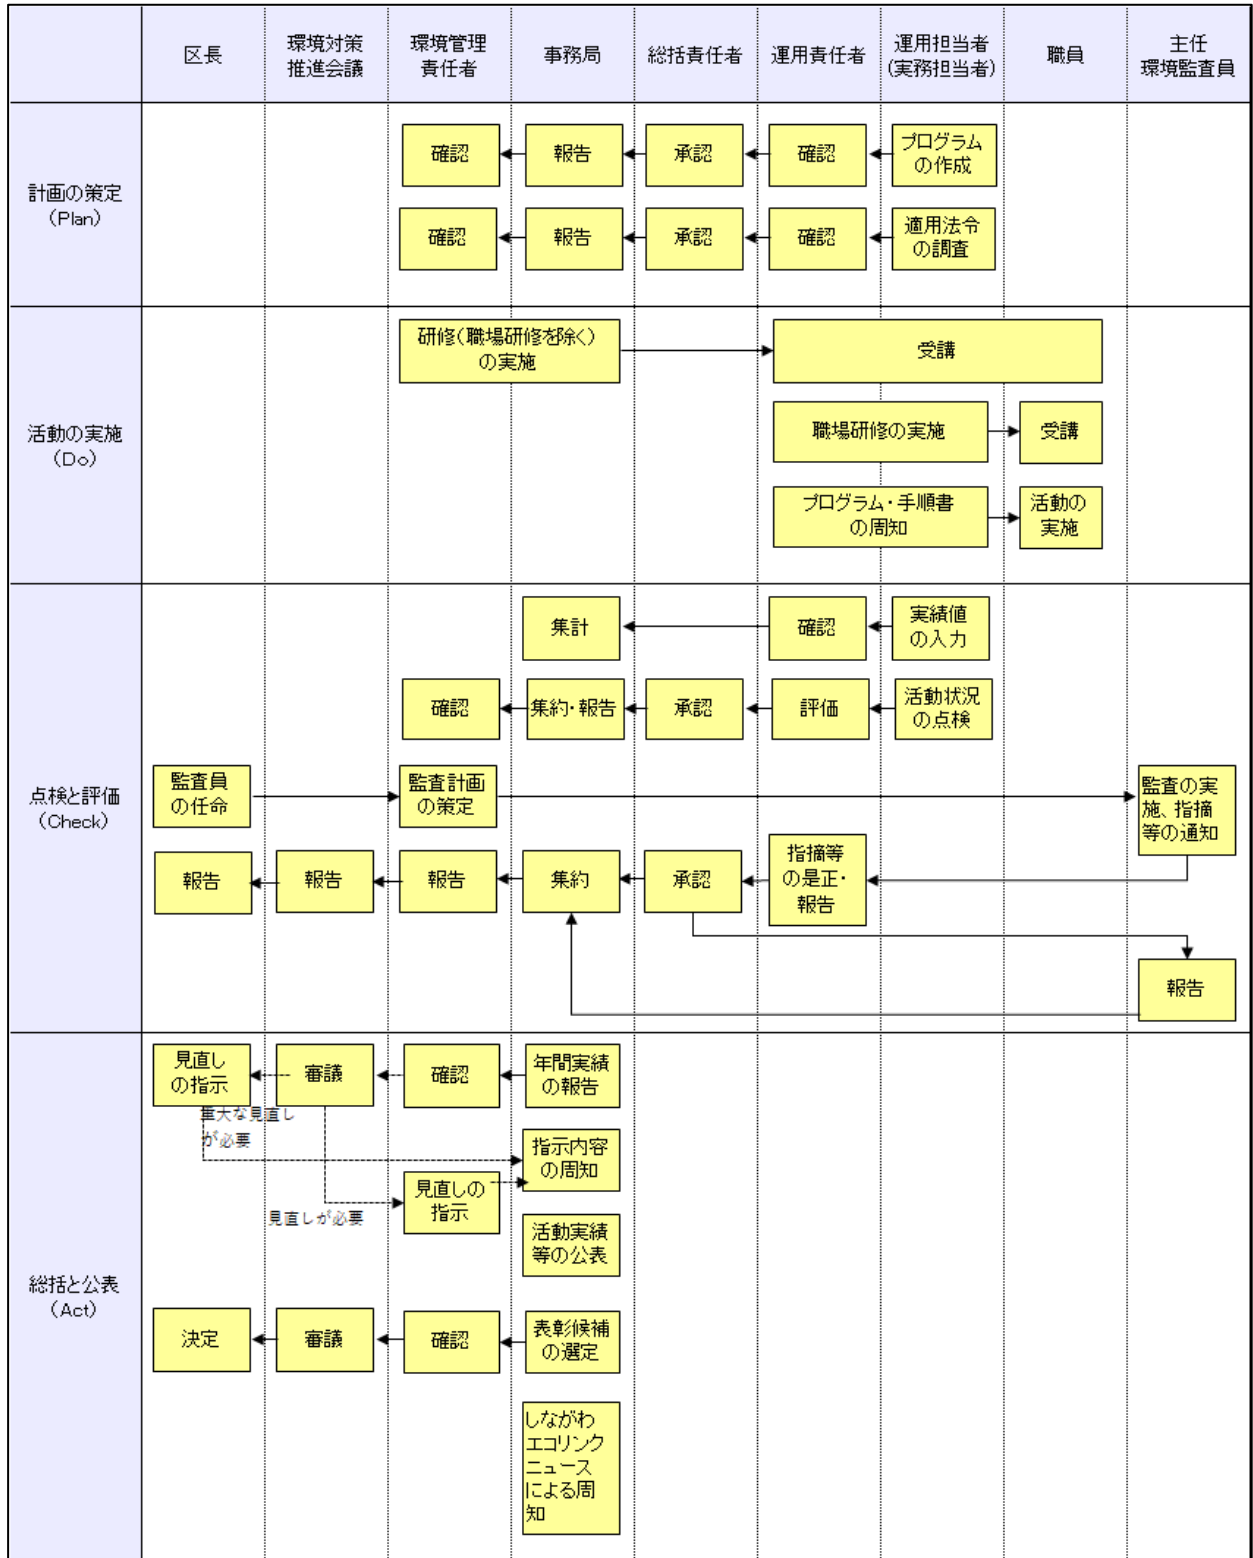 区長
環境対策
推進会議
環境管理
責任者
事務局
総括責任者
運用責任者
運用担当者
(実務担当者)
職員
主任
環境監査員
計画の策定
(Plan)
確認
報告
承認
確認
プログラム
の作成
確認
報告
承認
確認
適用法令
の調査
活動の実施
(Do)
研修(職場研修を除く)
の実施
受講
職場研修の実施
受講
プログラム・手順書
の周知
活動の
実施
点検と評価
(Check)
集計
確認
実績値
の入力
確認
集約・報告
承認
評価
活動状況
の点検
監査員
の任命
監査計画
の策定
監査の実
施、指摘
等の通知
報告
報告
報告
集約
承認
指摘等
の是正・
報告
報告
総括と公表
(Act)
見直し
の指示
審議
確認
年間実績
の報告
重大な見直し
が必要
指示内容
の周知
見直しの
指示
見直しが必要
活動実績
等の公表
決定
審議
確認
表彰候補
の選定
しながわ
エコリンク
ニュース
による周
知